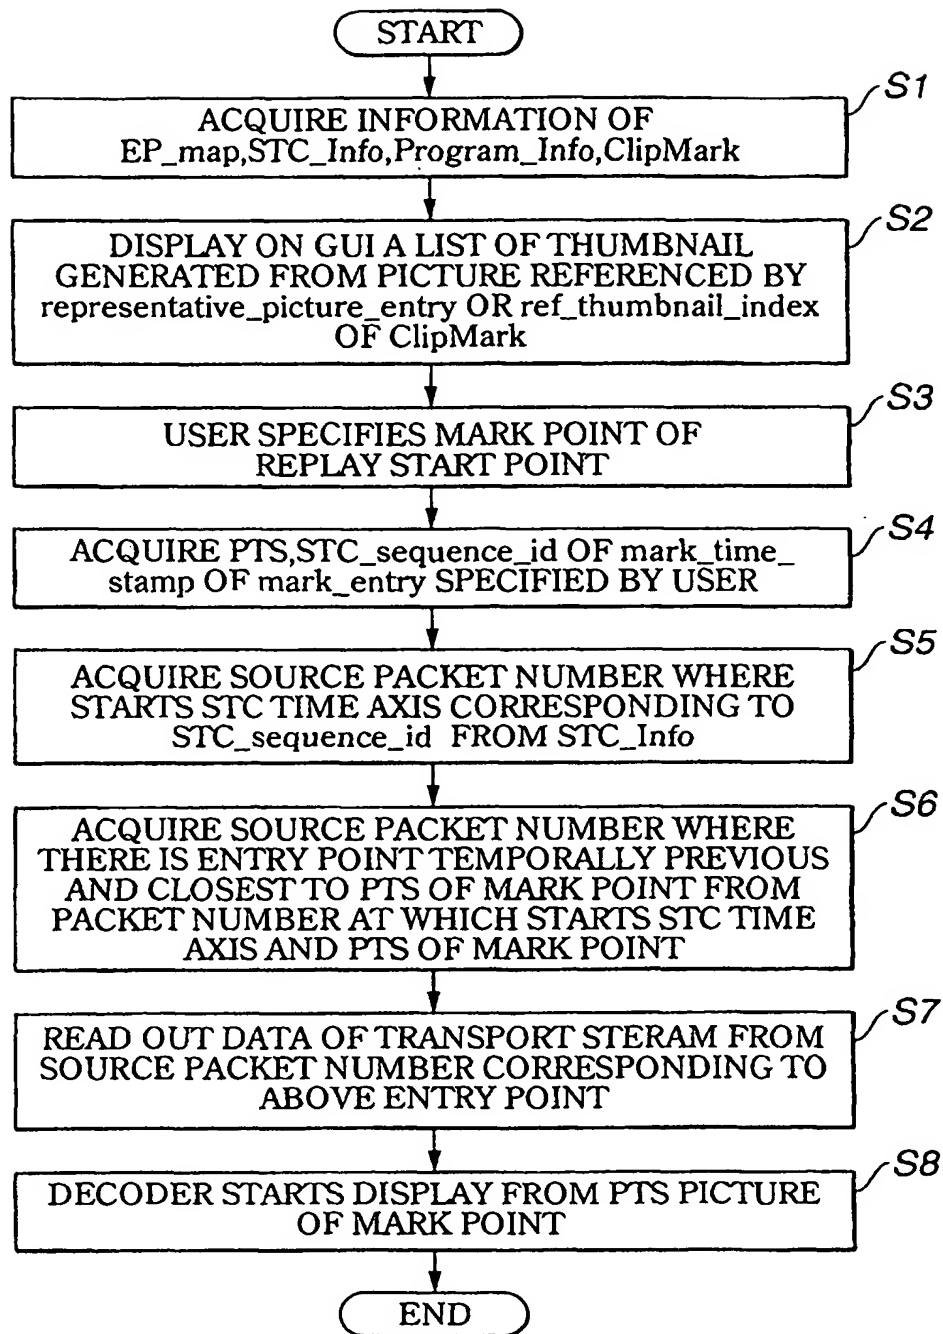 START
S1
ACQUIRE INFORMATION OF
EP_map,STC_Info,Program_Info,ClipMark
S2
DISPLAY ON GUI A LIST OF THUMBNAIL
GENERATED FROM PICTURE REFERENCED BY
representative_picture_entry OR ref_thumbnail_index
OF ClipMark
S3
USER SPECIFIES MARK POINT OF
REPLAY START POINT
S4
ACQUIRE PTS,STC_sequence_id OF mark_time_
stamp OF mark_entry SPECIFIED BY USER
S5
ACQUIRE SOURCE PACKET NUMBER WHERE
STARTS STC TIME AXIS CORRESPONDING TO
STC_sequence_id FROM STC_Info
S6
ACQUIRE SOURCE PACKET NUMBER WHERE
THERE IS ENTRY POINT TEMPORALLY PREVIOUS
AND CLOSEST TO PTS OF MARK POINT FROM
PACKET NUMBER AT WHICH STARTS STC TIME
AXIS AND PTS OF MARK POINT
S7
READ OUT DATA OF TRANSPORT STERAM FROM
SOURCE PACKET NUMBER CORRESPONDING TO
ABOVE ENTRY POINT
S8
DECODER STARTS DISPLAY FROM PTS PICTURE
OF MARK POINT
END